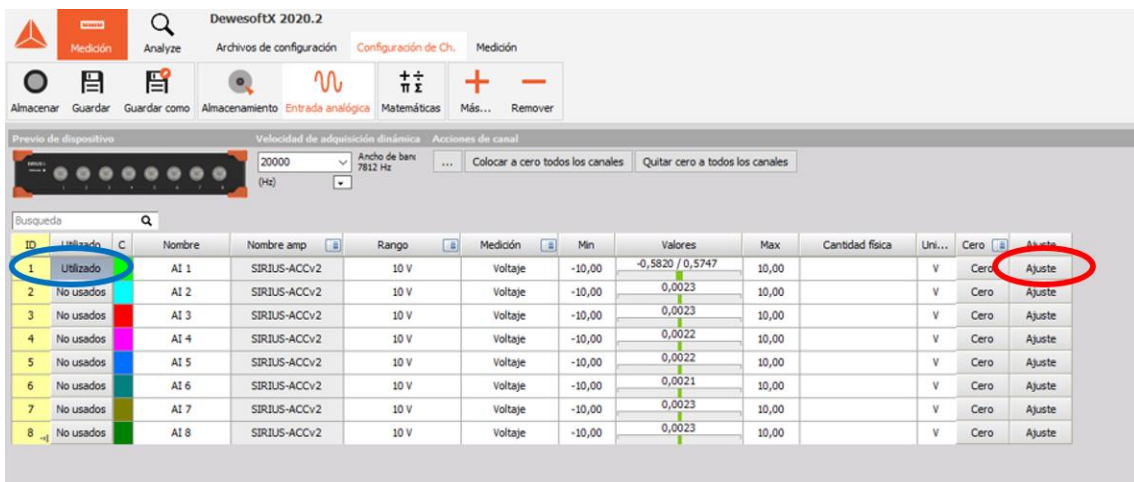 DewesoftX 2020.2
Medición Analyze Archivos de configuración Configuración de Ch. Medición
Almacenar Guardar Guardar como Almacenamiento Entrada analógica Matemáticas Más... Remover
Previo de dispositivo Velocidad de adquisición dinámica Acciones de canal
20000 Ancho de band ... Colocar a cero todos los canales Quitar cero a todos los canales
(Hz) 7812 Hz
Busqueda
ID Utilizado C Nombre Nombre amp Rango Medición Min Valores Max Cantidad física Uni... Cero Ajuste
1 Utilizado AI 1 SIRIUS-ACCv2 10 V Voltaje -10,00 -0,5820 / 0,5747 10,00 V Cero Ajuste
2 No usados AI 2 SIRIUS-ACCv2 10 V Voltaje -10,00 0,0023 10,00 V Cero Ajuste
3 No usados AI 3 SIRIUS-ACCv2 10 V Voltaje -10,00 0,0023 10,00 V Cero Ajuste
4 No usados AI 4 SIRIUS-ACCv2 10 V Voltaje -10,00 0,0022 10,00 V Cero Ajuste
5 No usados AI 5 SIRIUS-ACCv2 10 V Voltaje -10,00 0,0022 10,00 V Cero Ajuste
6 No usados AI 6 SIRIUS-ACCv2 10 V Voltaje -10,00 0,0021 10,00 V Cero Ajuste
7 No usados AI 7 SIRIUS-ACCv2 10 V Voltaje -10,00 0,0023 10,00 V Cero Ajuste
8 No usados AI 8 SIRIUS-ACCv2 10 V Voltaje -10,00 0,0023 10,00 V Cero Ajuste